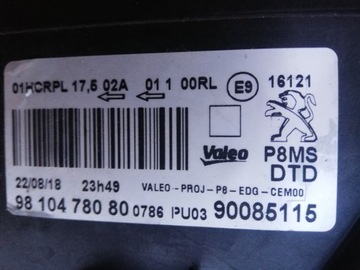 01HCRPL 17,5 02A 01 1 00RL E9 16121
Valeo P8MS
DTD
22/08/18 23h49 VALEO-PROJ-P8-EDG-CEM00
98 104 780 80 0786 PU03 90085115